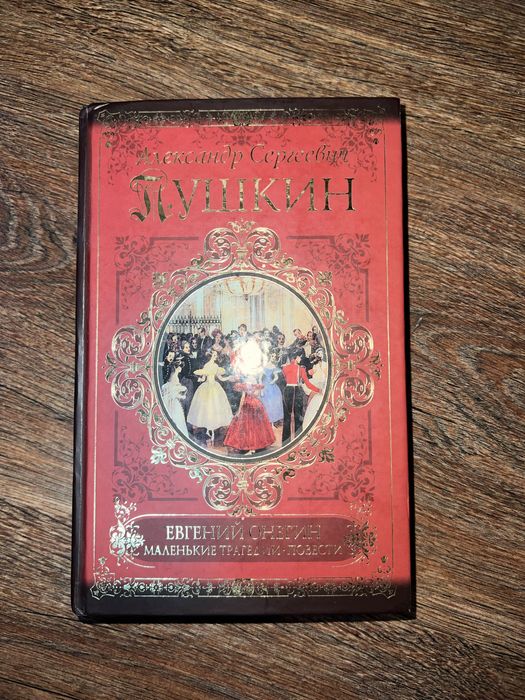 Александр Сергеевич
Пушкин
ЕВГЕНИЙ ОНЕГИН
МАЛЕНЬКИЕ ТРАГЕДИИ · ПОВЕСТИ